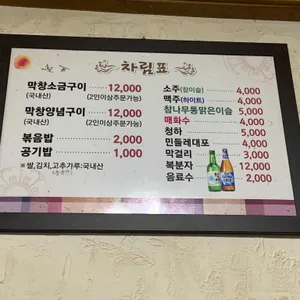 차림표
막창소금구이 12,000
(국내산) (2인이상주문가능)
막창양념구이 12,000
(국내산) (2인이상주문가능)
볶음밥 2,000
공기밥 1,000
※쌀,김치,고추가루:국내산
소주(참이슬) 4,000
맥주(하이트) 4,000
참나무통맑은이슬 5,000
매화수 4,000
청하 5,000
민들레대포 4,000
막걸리 3,000
복분자 12,000
음료수 2,000